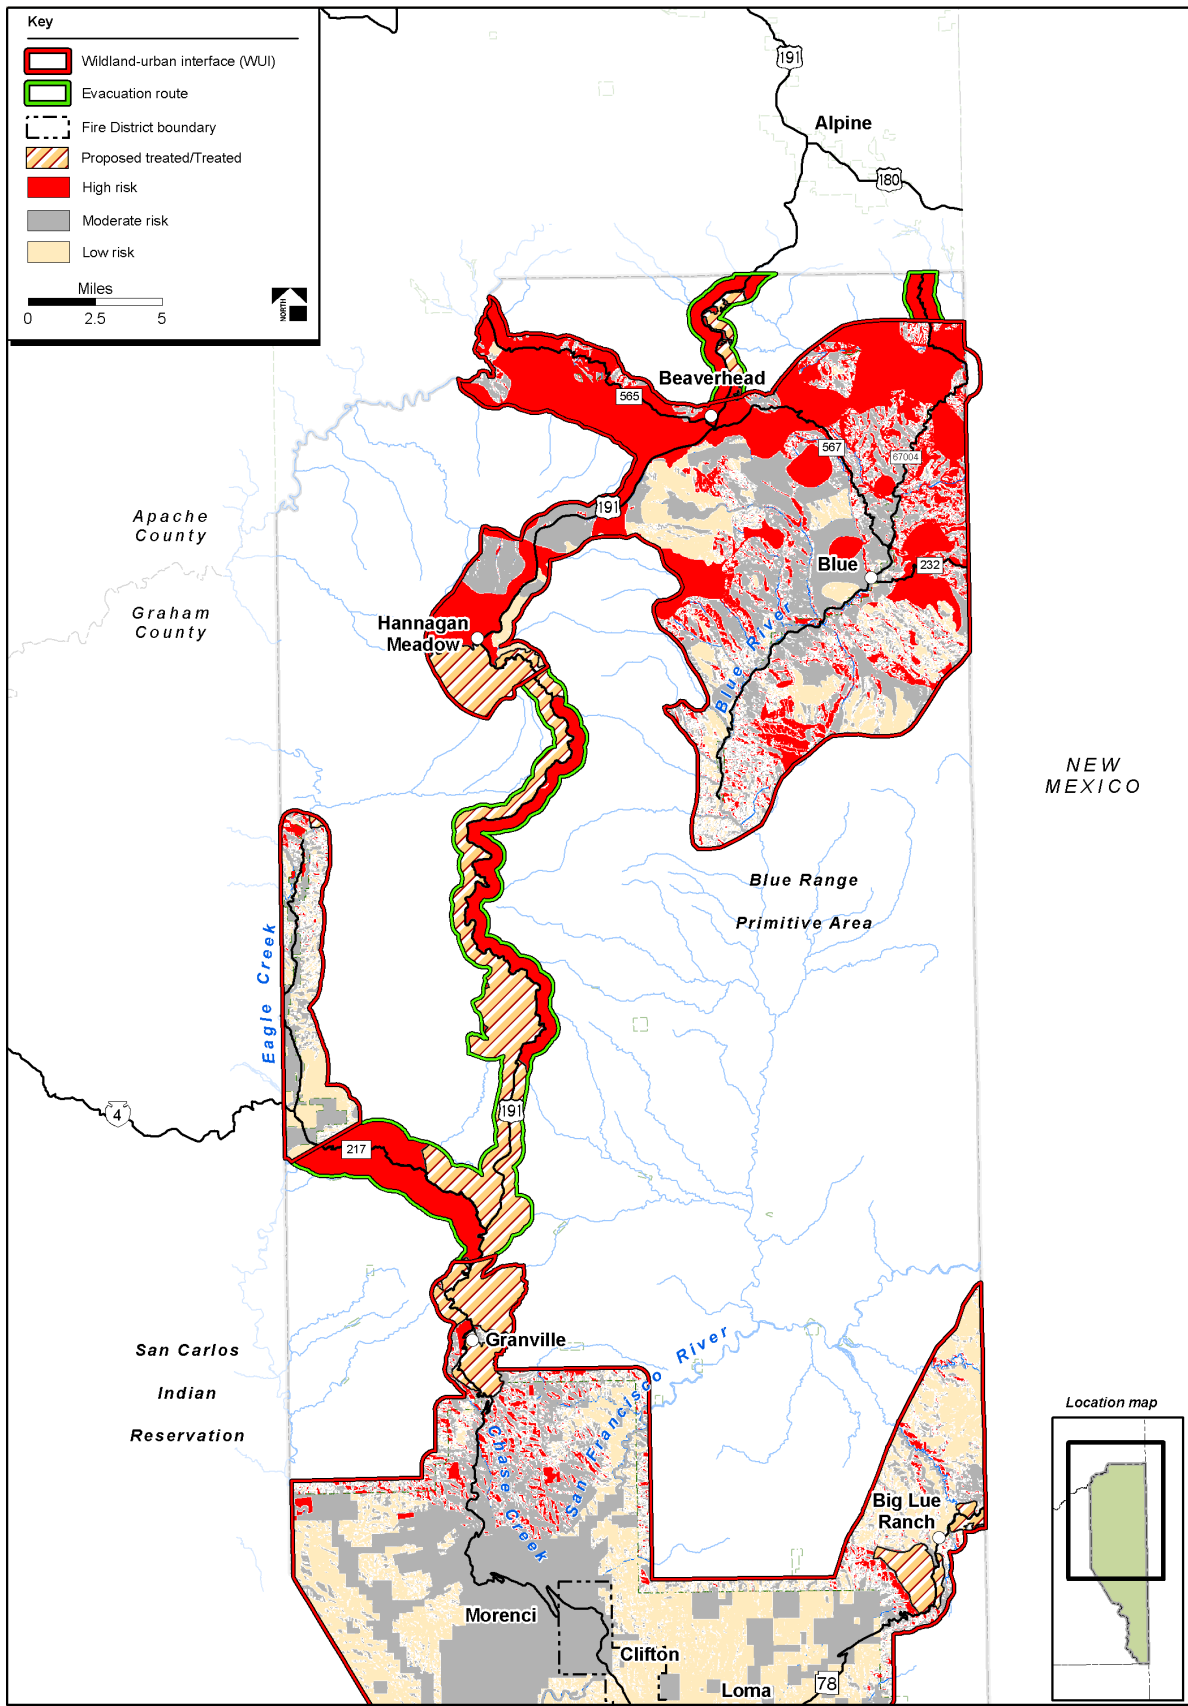 Key
Wildland-urban interface (WUI)
Evacuation route
Fire District boundary
Proposed treated/Treated
High risk
Moderate risk
Low risk
Miles
0 2.5 5
NORTH
191
Alpine
180
Beaverhead
565
567
67004
191
Apache
County
Graham
County
Blue
232
Hannagan
Meadow
Blue River
NEW
MEXICO
Blue Range
Primitive Area
Eagle Creek
4
191
217
Granville
San Francisco River
San Carlos
Indian
Reservation
Chase Creek
Location map
Big Lue
Ranch
Morenci
Clifton
Loma
78